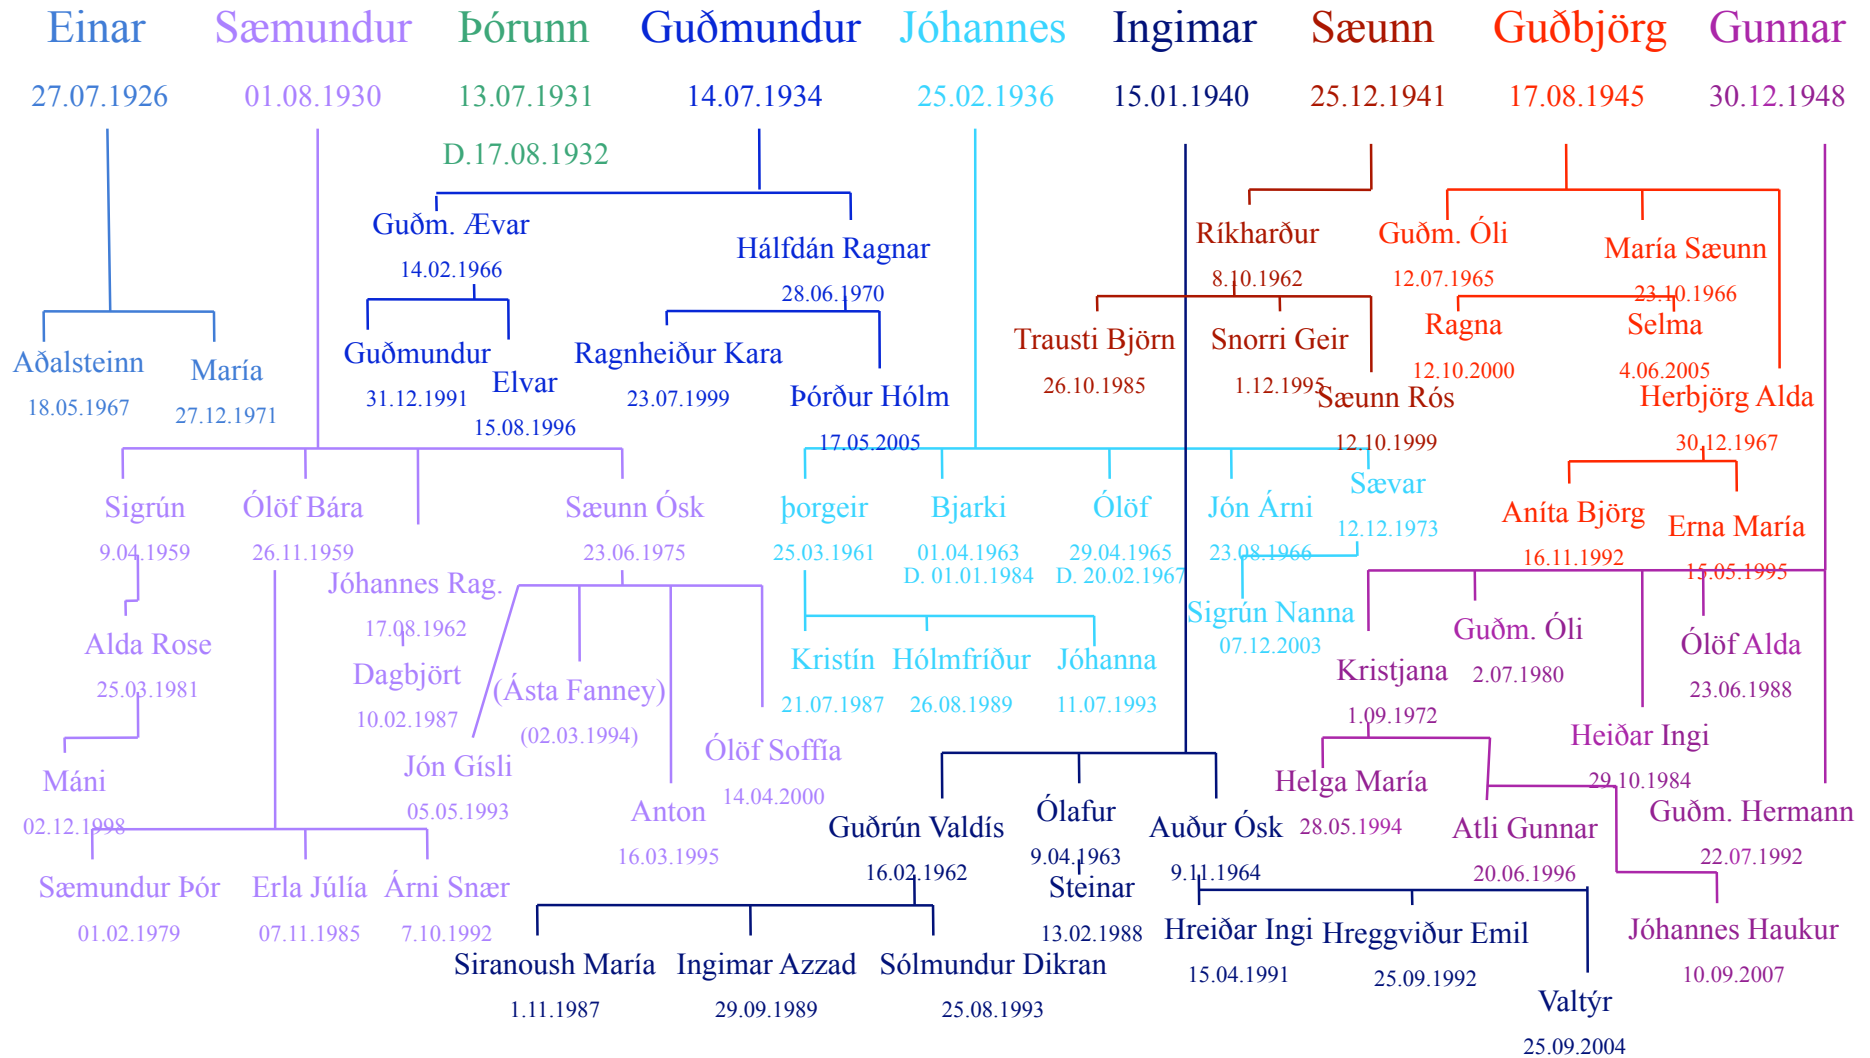 Einar Sæmundur Þórunn Guðmundur Jóhannes Ingimar Sæunn Guðbjörg Gunnar
27.07.1926 01.08.1930 13.07.1931 14.07.1934 25.02.1936 15.01.1940 25.12.1941 17.08.1945 30.12.1948
D.17.08.1932
Aðalsteinn
18.05.1967
María
27.12.1971
Guðm. Ævar
14.02.1966
Hálfdán Ragnar
28.06.1970
Guðmundur
31.12.1991
Elvar
15.08.1996
Ragnheiður Kara
23.07.1999
Þórður Hólm
17.05.2005
Ríkharður
8.10.1962
Trausti Björn
26.10.1985
Snorri Geir
1.12.1995
Sæunn Rós
12.10.1999
Guðm. Óli
12.07.1965
María Sæunn
23.10.1966
Ragna
12.10.2000
Selma
4.06.2005
Herbjörg Alda
30.12.1967
Aníta Björg
16.11.1992
Erna María
15.05.1995
Sigrún
9.04.1959
Ólöf Bára
26.11.1959
Jóhannes Rag.
17.08.1962
Sæunn Ósk
23.06.1975
Alda Rose
25.03.1981
Máni
02.12.1998
Dagbjört
10.02.1987
Jón Gísli
05.05.1993
(Ásta Fanney)
(02.03.1994)
Anton
16.03.1995
Ólöf Soffía
14.04.2000
Sæmundur Þór
01.02.1979
Erla Júlía
07.11.1985
Árni Snær
7.10.1992
þorgeir
25.03.1961
Bjarki
01.04.1963
D. 01.01.1984
Ólöf
29.04.1965
D. 20.02.1967
Jón Árni
23.08.1966
Sævar
12.12.1973
Sigrún Nanna
07.12.2003
Kristín
21.07.1987
Hólmfríður
26.08.1989
Jóhanna
11.07.1993
Guðrún Valdís
16.02.1962
Ólafur
9.04.1963
Steinar
13.02.1988
Auður Ósk
9.11.1964
Siranoush María
1.11.1987
Ingimar Azzad
29.09.1989
Sólmundur Dikran
25.08.1993
Hreiðar Ingi
15.04.1991
Hreggviður Emil
25.09.1992
Valtýr
25.09.2004
Kristjana
1.09.1972
Guðm. Óli
2.07.1980
Heiðar Ingi
29.10.1984
Ólöf Alda
23.06.1988
Guðm. Hermann
22.07.1992
Helga María
28.05.1994
Atli Gunnar
20.06.1996
Jóhannes Haukur
10.09.2007